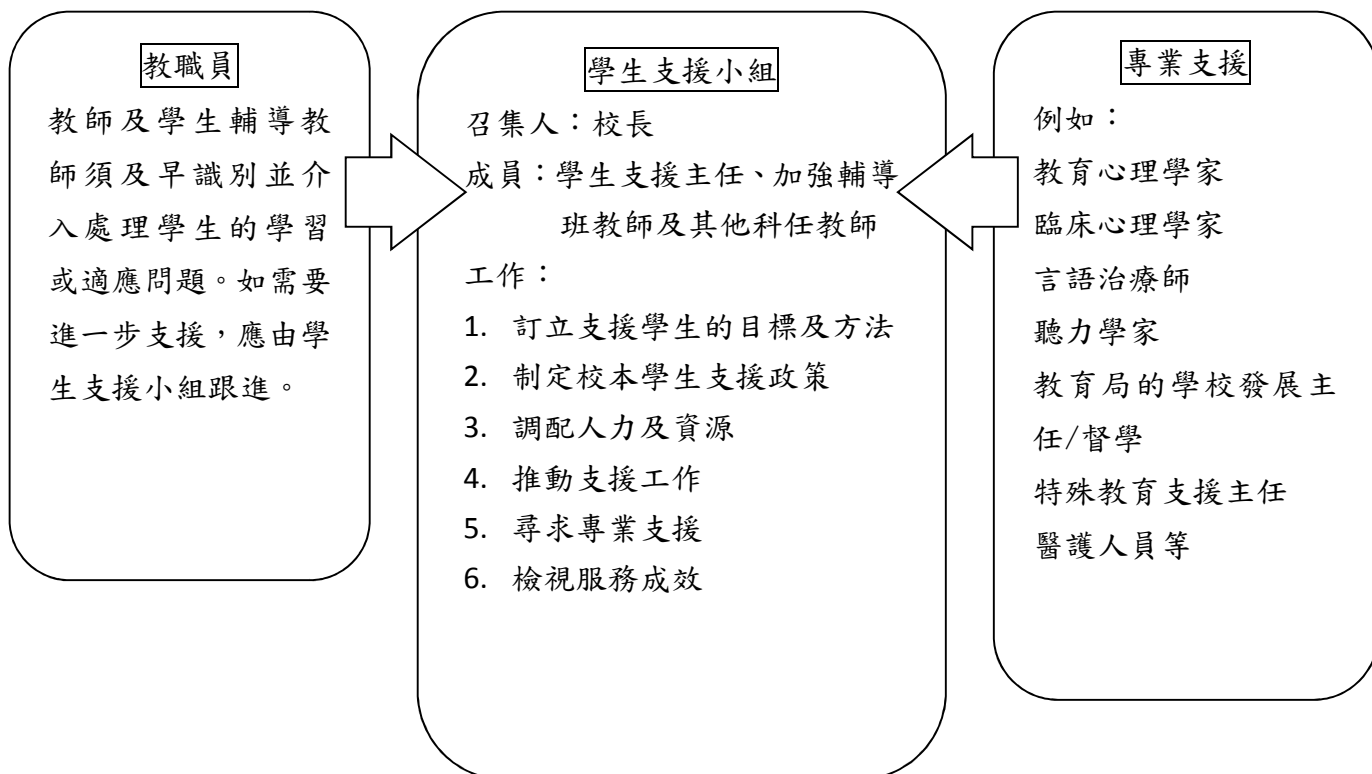 教職員
教師及學生輔導教
師須及早識別並介
入處理學生的學習
或適應問題。如需要
進一步支援，應由學
生支援小組跟進。
學生支援小組
召集人：校長
成員：學生支援主任、加強輔導
班教師及其他科任教師
工作：
1. 訂立支援學生的目標及方法
2. 制定校本學生支援政策
3. 調配人力及資源
4. 推動支援工作
5. 尋求專業支援
6. 檢視服務成效
專業支援
例如：
教育心理學家
臨床心理學家
言語治療師
聽力學家
教育局的學校發展主
任/督學
特殊教育支援主任
醫護人員等